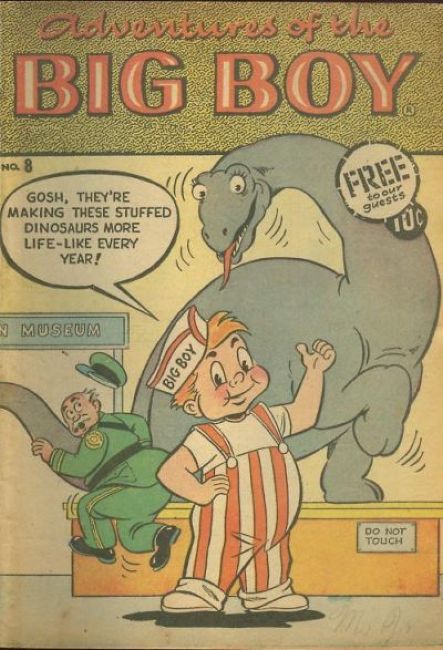 Adventures of the
BIG BOY®
NO. 8
FREE
to our
guests
10¢
GOSH, THEY'RE
MAKING THESE STUFFED
DINOSAURS MORE
LIFE-LIKE EVERY
YEAR!
N MUSEUM
BIG BOY
DO NOT
TOUCH